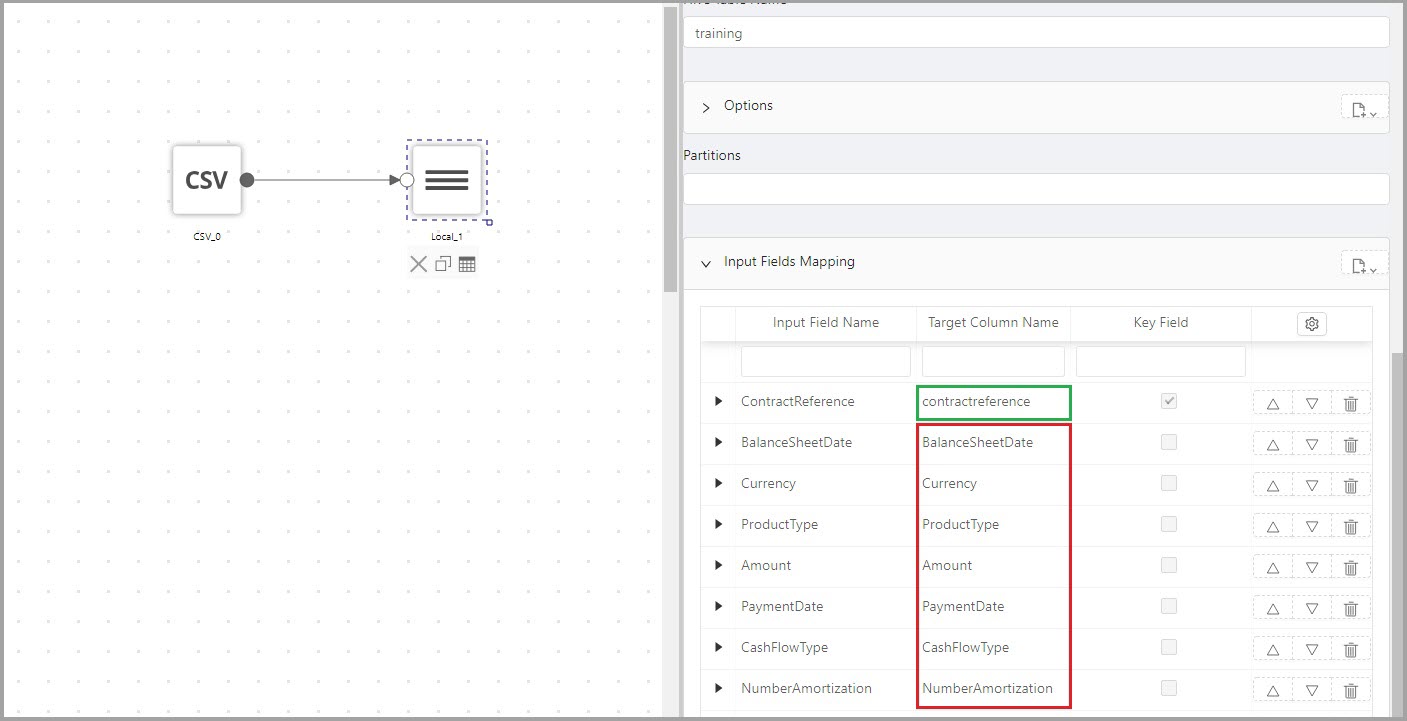 training
Options
Partitions
CSV
CSV_0
Local_1
Input Fields Mapping
Input Field Name Target Column Name Key Field
ContractReference contractreference
BalanceSheetDate BalanceSheetDate
Currency Currency
ProductType ProductType
Amount Amount
PaymentDate PaymentDate
CashFlowType CashFlowType
NumberAmortization NumberAmortization